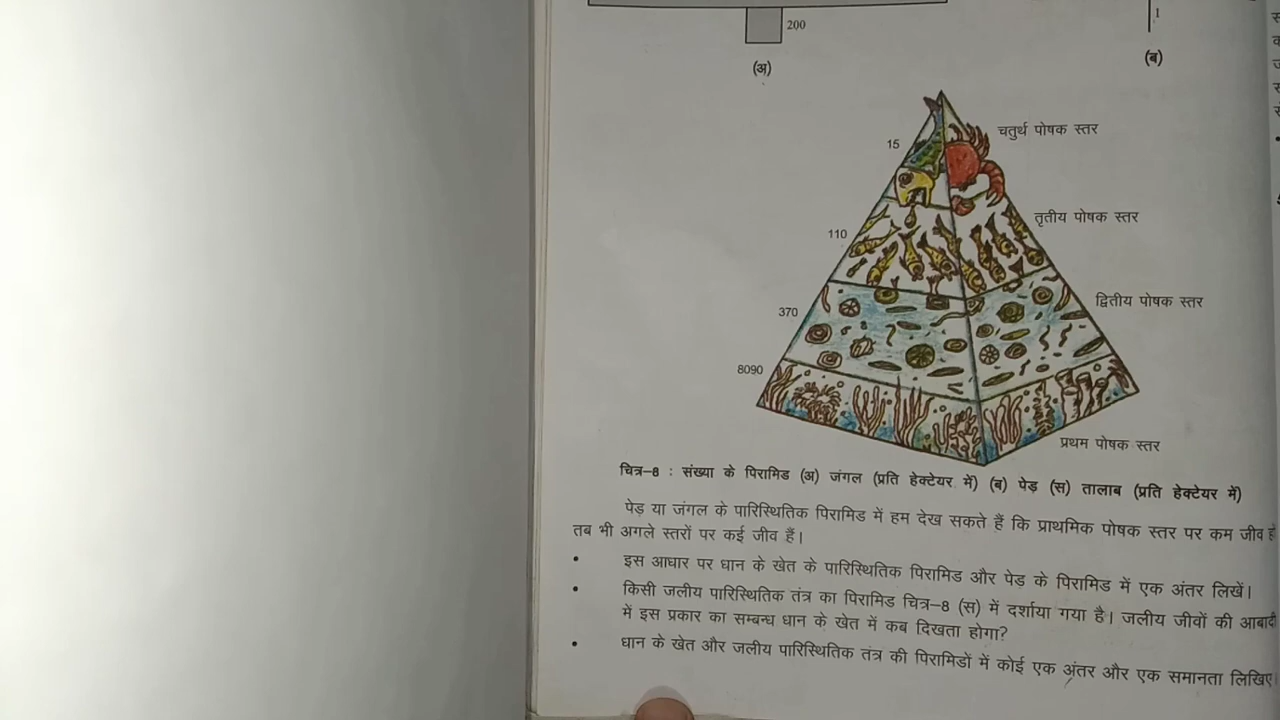 200
1
(अ)
(ब)
चतुर्थ पोषक स्तर
15
तृतीय पोषक स्तर
110
द्वितीय पोषक स्तर
370
8090
प्रथम पोषक स्तर
चित्र–8 : संख्या के पिरामिड (अ) जंगल (प्रति हेक्टेयर में) (ब) पेड़ (स) तालाब (प्रति हेक्टेयर में)
पेड़ या जंगल के पारिस्थितिक पिरामिड में हम देख सकते हैं कि प्राथमिक पोषक स्तर पर कम जीव
तब भी अगले स्तरों पर कई जीव हैं।
• इस आधार पर धान के खेत के पारिस्थितिक पिरामिड और पेड के पिरामिड में एक अंतर लिखें।
• किसी जलीय पारिस्थितिक तंत्र का पिरामिड चित्र–8 (स) में दर्शाया गया है। जलीय जीवों की आबादी
में इस प्रकार का सम्बन्ध धान के खेत में कब दिखता होगा?
• धान के खेत और जलीय पारिस्थितिक तंत्र की पिरामिडों में कोई एक अंतर और एक समानता लिखिए